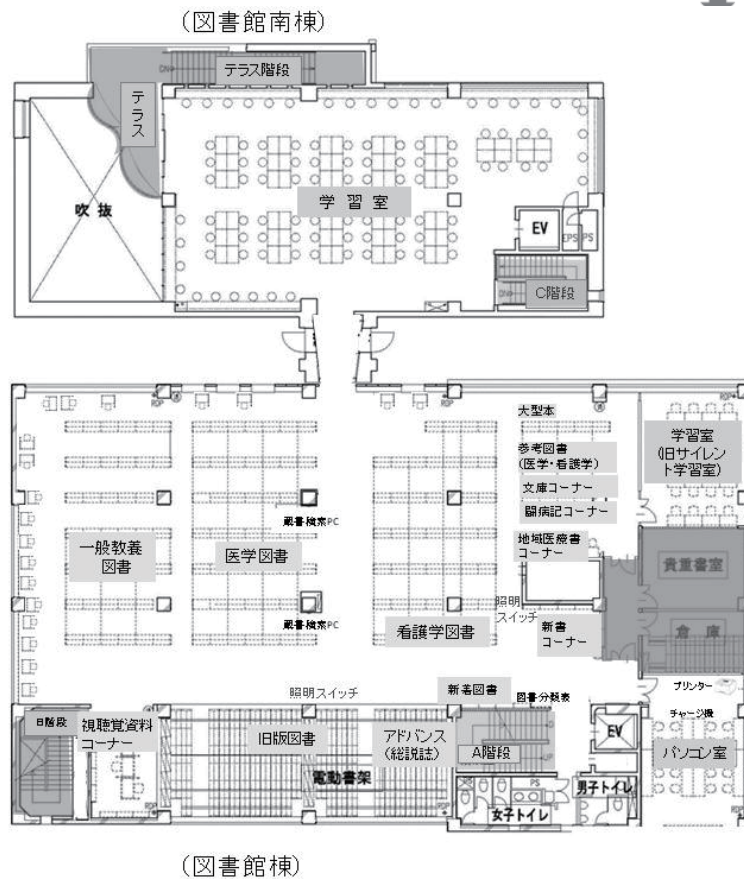 (図書館南棟)
テラス階段
DN
テラス
吹抜
学習室
EV
EPS
PS
C階段
DN
大型本
RDP
RDP
RDP
参考図書
(医学・看護学)
学習室
(旧サイレン
ト学習室)
文庫コーナー
闘病記コーナー
蔵書検索PC
一般教養
図書
医学図書
地域医療書
コーナー
貴重書室
照明
スイッチ
新書
コーナー
倉庫
蔵書検索PC
看護学図書
プリンター
照明スイッチ
新着図書
図書分類表
チャージ機
B階段
視聴覚資料
コーナー
旧版図書
アドバンス
(総説誌)
A階段
UP
EV
パソコン室
電動書架
PS
男子トイレ
女子トイレ
RDP
RDP
RDP
(図書館棟)